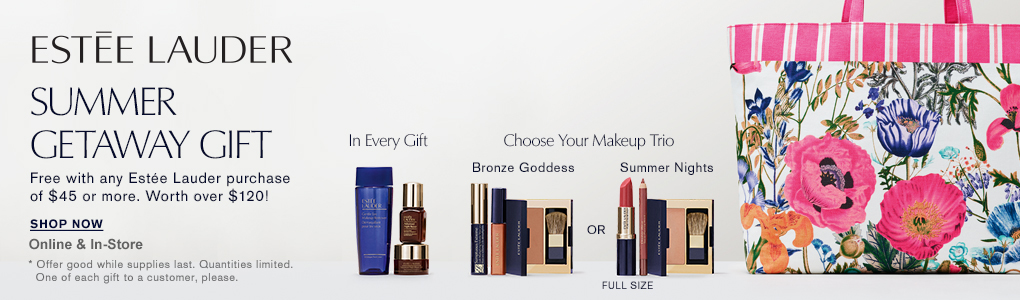 ESTĒE LAUDER
SUMMER
GETAWAY GIFT
Free with any Estée Lauder purchase
of $45 or more. Worth over $120!
SHOP NOW
Online & In-Store
* Offer good while supplies last. Quantities limited.
One of each gift to a customer, please.
In Every Gift
Choose Your Makeup Trio
Bronze Goddess
Summer Nights
ESTĒE
LAUDER
OR
FULL SIZE